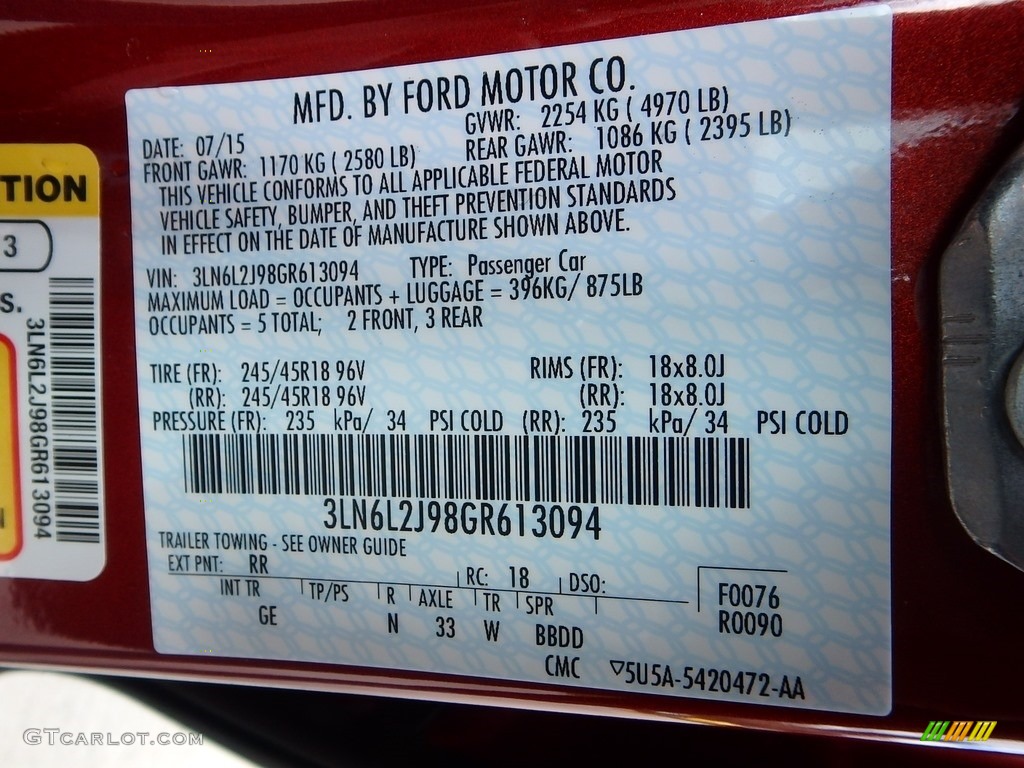 MFD. BY FORD MOTOR CO.
DATE: 07/15 GVWR: 2254 KG ( 4970 LB)
FRONT GAWR: 1170 KG ( 2580 LB) REAR GAWR: 1086 KG ( 2395 LB)
THIS VEHICLE CONFORMS TO ALL APPLICABLE FEDERAL MOTOR
VEHICLE SAFETY, BUMPER, AND THEFT PREVENTION STANDARDS
IN EFFECT ON THE DATE OF MANUFACTURE SHOWN ABOVE.
VIN: 3LN6L2J98GR613094 TYPE: Passenger Car
MAXIMUM LOAD = OCCUPANTS + LUGGAGE = 396KG/ 875LB
OCCUPANTS = 5 TOTAL; 2 FRONT, 3 REAR
TIRE (FR): 245/45R18 96V RIMS (FR): 18x8.0J
(RR): 245/45R18 96V (RR): 18x8.0J
PRESSURE (FR): 235 kPa/ 34 PSI COLD (RR): 235 kPa/ 34 PSI COLD
3LN6L2J98GR613094
TRAILER TOWING - SEE OWNER GUIDE
EXT PNT: RR RC: 18 DSO:
INT TR TP/PS R AXLE TR SPR F0076
GE N 33 W BBDD R0090
CMC 5U5A-5420472-AA
TION
3
S.
3LN6L2J98GR613094
N
GTcarlot.com